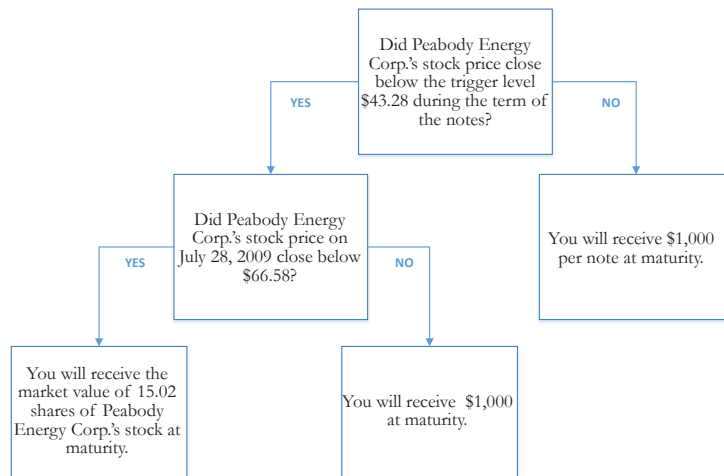 Did Peabody Energy
Corp.'s stock price close
below the trigger level
$43.28 during the term of
the notes?
YES
NO
Did Peabody Energy
Corp.'s stock price on
July 28, 2009 close below
$66.58?
You will receive $1,000
per note at maturity.
YES
NO
You will receive the
market value of 15.02
shares of Peabody
Energy Corp.'s stock at
maturity.
You will receive $1,000
at maturity.